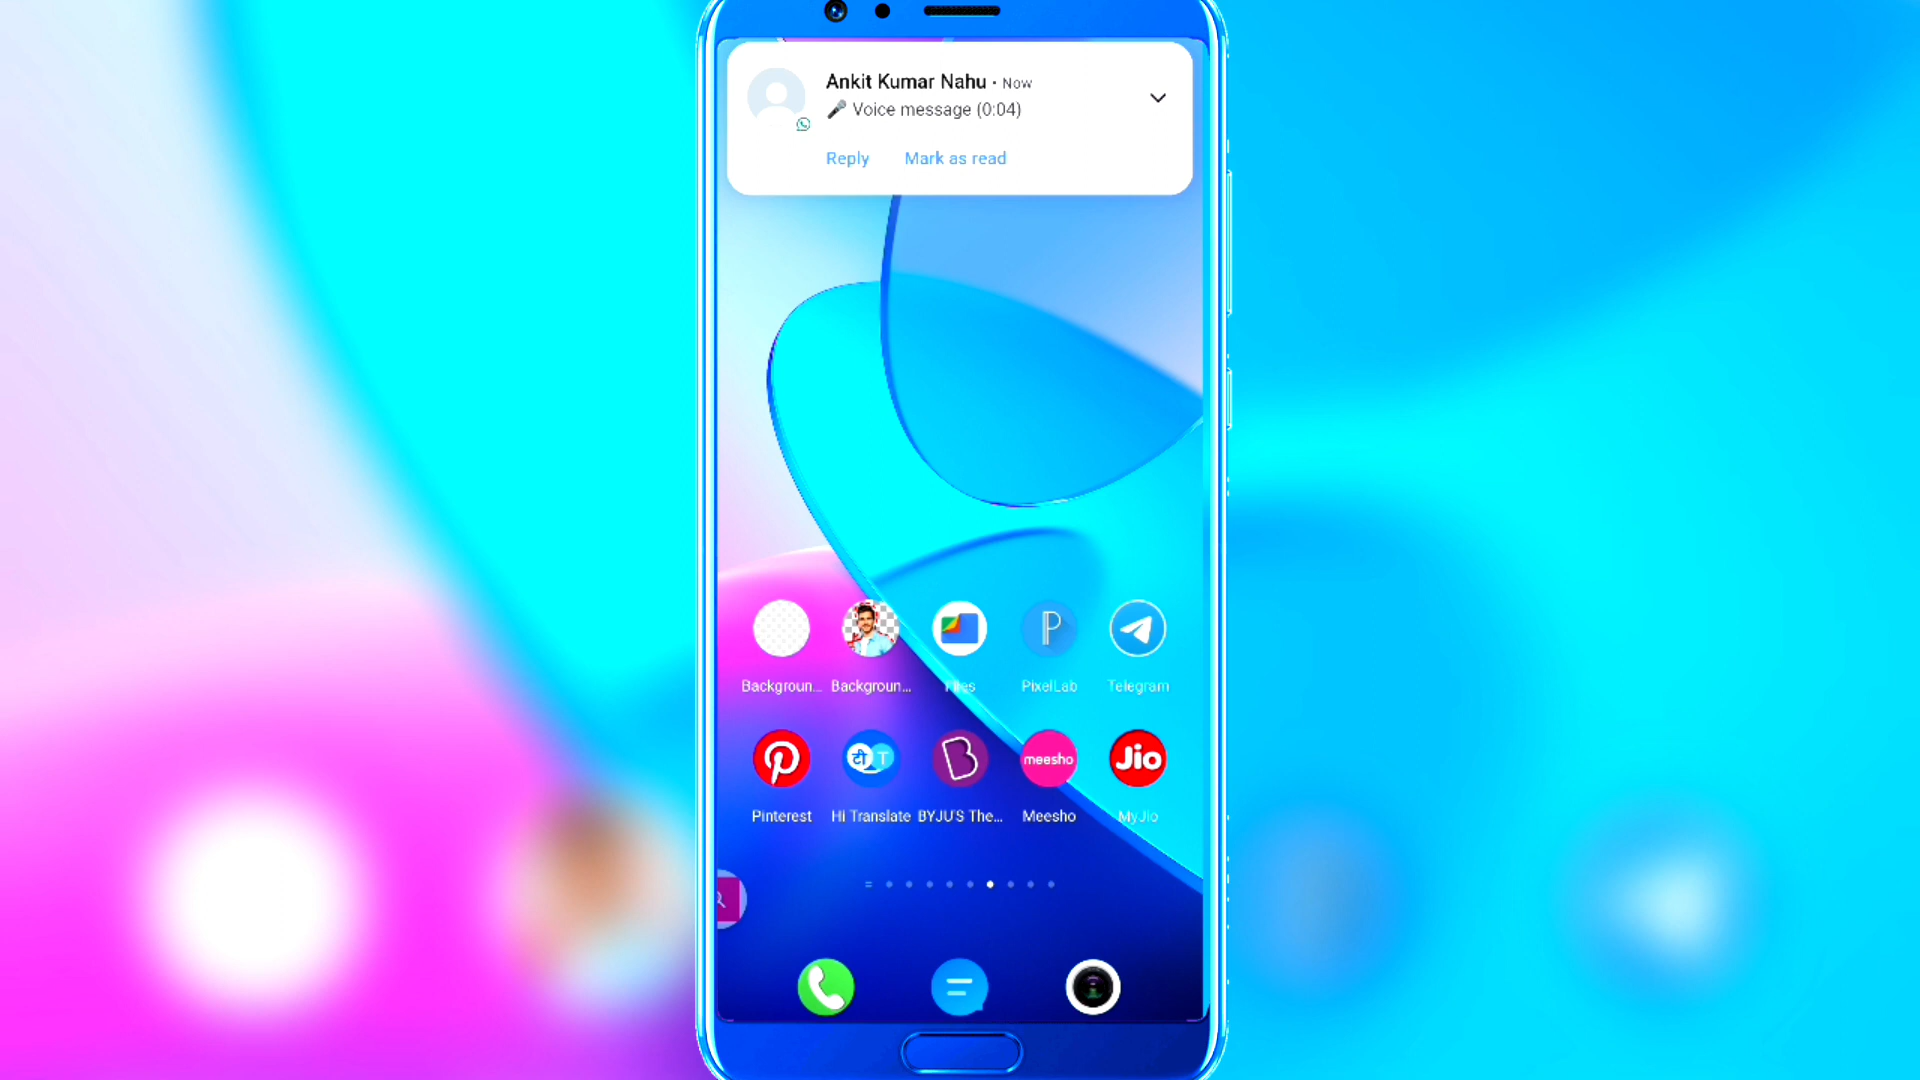 Ankit Kumar Nahu • Now
🎤 Voice message (0:04)
Reply Mark as read
Backgroun... Backgroun... Files PixelLab Telegram
टी T meesho Jio
Pinterest Hi Translate BYJU'S The... Meesho MyJio